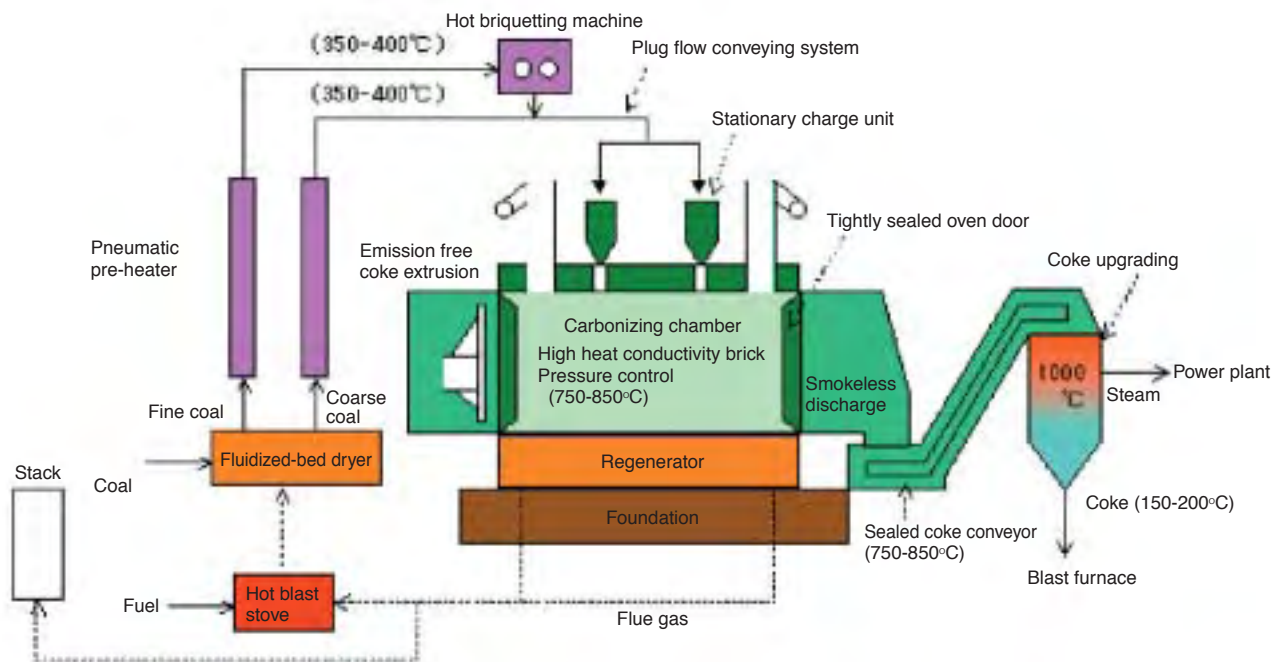 Hot briquetting machine
(350-400℃)
Plug flow conveying system
(350-400℃)
Stationary charge unit
Tightly sealed oven door
Pneumatic
pre-heater
Emission free
coke extrusion
Coke upgrading
Carbonizing chamber
High heat conductivity brick
Pressure control
(750-850°C)
1000
℃
Power plant
Steam
Smokeless
discharge
Fine coal
Coarse
coal
Fluidized-bed dryer
Regenerator
Stack
Coal
Coke (150-200°C)
Foundation
Sealed coke conveyor
(750-850°C)
Blast furnace
Hot blast
stove
Fuel
Flue gas